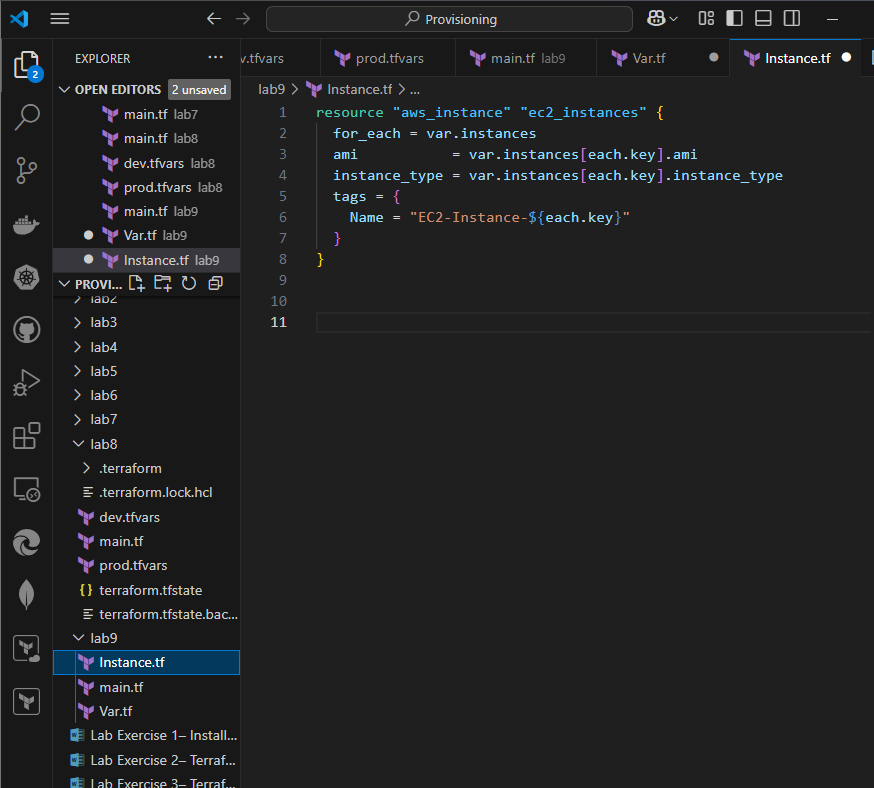 Provisioning
EXPLORER
OPEN EDITORS 2 unsaved
main.tf lab7
main.tf lab8
dev.tfvars lab8
prod.tfvars lab8
main.tf lab9
Var.tf lab9
Instance.tf lab9
PROVI...
lab2
lab3
lab4
lab5
lab6
lab7
lab8
.terraform
.terraform.lock.hcl
dev.tfvars
main.tf
prod.tfvars
terraform.tfstate
terraform.tfstate.bac...
lab9
Instance.tf
main.tf
Var.tf
Lab Exercise 1– Install...
Lab Exercise 2– Terraf...
Lab Exercise 3– Terraf...
2
v.tfvars prod.tfvars main.tf lab9 Var.tf Instance.tf
lab9 > Instance.tf > ...
1 resource "aws_instance" "ec2_instances" {
2   for_each = var.instances
3   ami           = var.instances[each.key].ami
4   instance_type = var.instances[each.key].instance_type
5   tags = {
6     Name = "EC2-Instance-${each.key}"
7   }
8 }
9
10
11